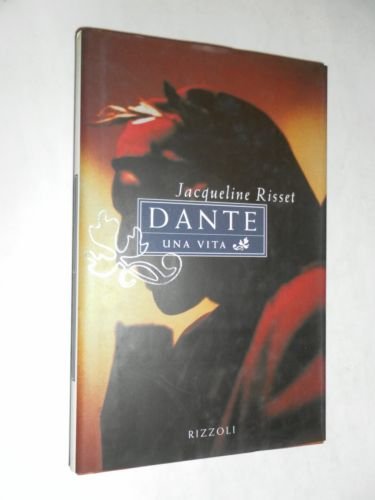 Jacqueline Risset
DANTE
UNA VITA
RIZZOLI